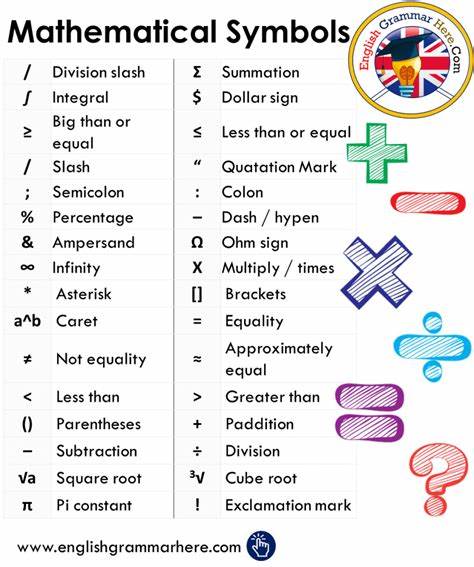 Mathematical Symbols
English Grammar Here.Com
/ Division slash Σ Summation
∫ Integral $ Dollar sign
≥ Big than or
equal ≤ Less than or equal
/ Slash “ Quatation Mark
; Semicolon : Colon
% Percentage – Dash / hypen
& Ampersand Ω Ohm sign
∞ Infinity X Multiply / times
* Asterisk [] Brackets
a^b Caret = Equality
≠ Not equality ≈ Approximately
equal
< Less than > Greater than
() Parentheses + Paddition
– Subtraction ÷ Division
√a Square root ³√ Cube root
π Pi constant ! Exclamation mark
www.englishgrammarhere.com